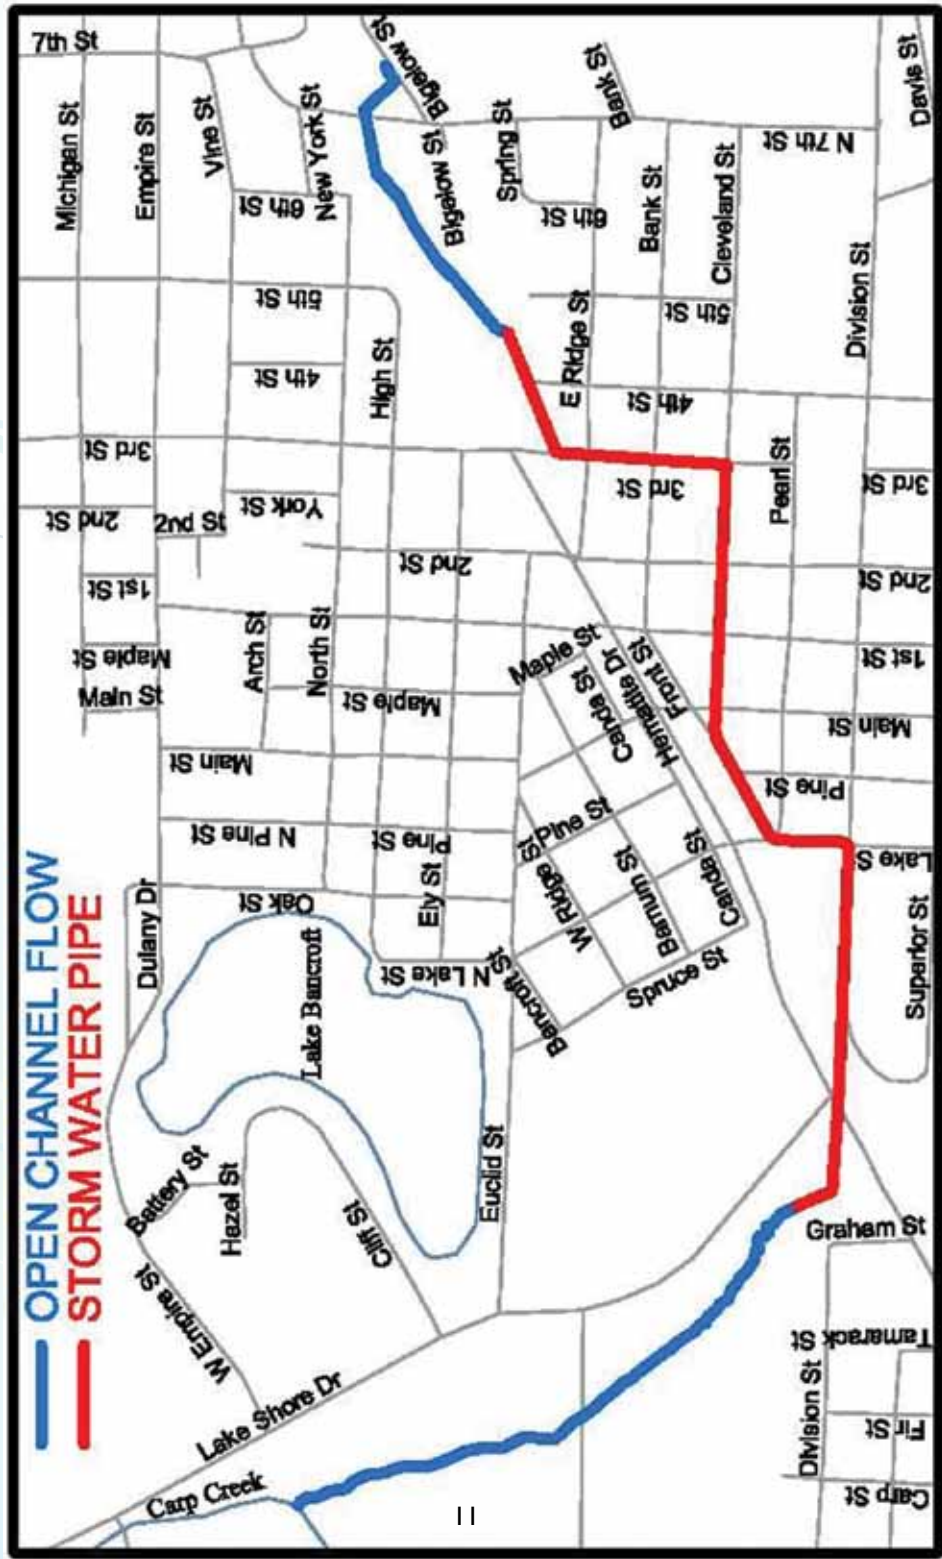 7th St
Michigan St
Empire St
Vine St
New York St
6th St
Bigelow St
Bigelow St
Bigelow St
Spring St
Bank St
Davis St
N 7th St
6th St
Bank St
Cleveland St
Division St
5th St
5th St
High St
E Ridge St
4th St
4th St
3rd St
3rd St
Pearl St
3rd St
2nd St
2nd St
York St
2nd St
2nd St
1st St
Arch St
North St
Maple St
1st St
Maple St
Main St
Maple St
Canda St
Hematite Dr
Front St
Main St
Main St
Pine St
N Pine St
Pine St
Ely St
W Ridge St
Pine St
Barnum St
Canda St
Lake S
Superior St
Dulany Dr
Oak St
N Lake St
Bancroft St
Bancroft St
Spruce St
Lake Bancroft
OPEN CHANNEL FLOW
STORM WATER PIPE
Battery St
Hazel St
Cliff St
Euclid St
W Empire St
Graham St
Lake Shore Dr
Tamarack St
Division St
Fir St
Carp St
Carp Creek
11